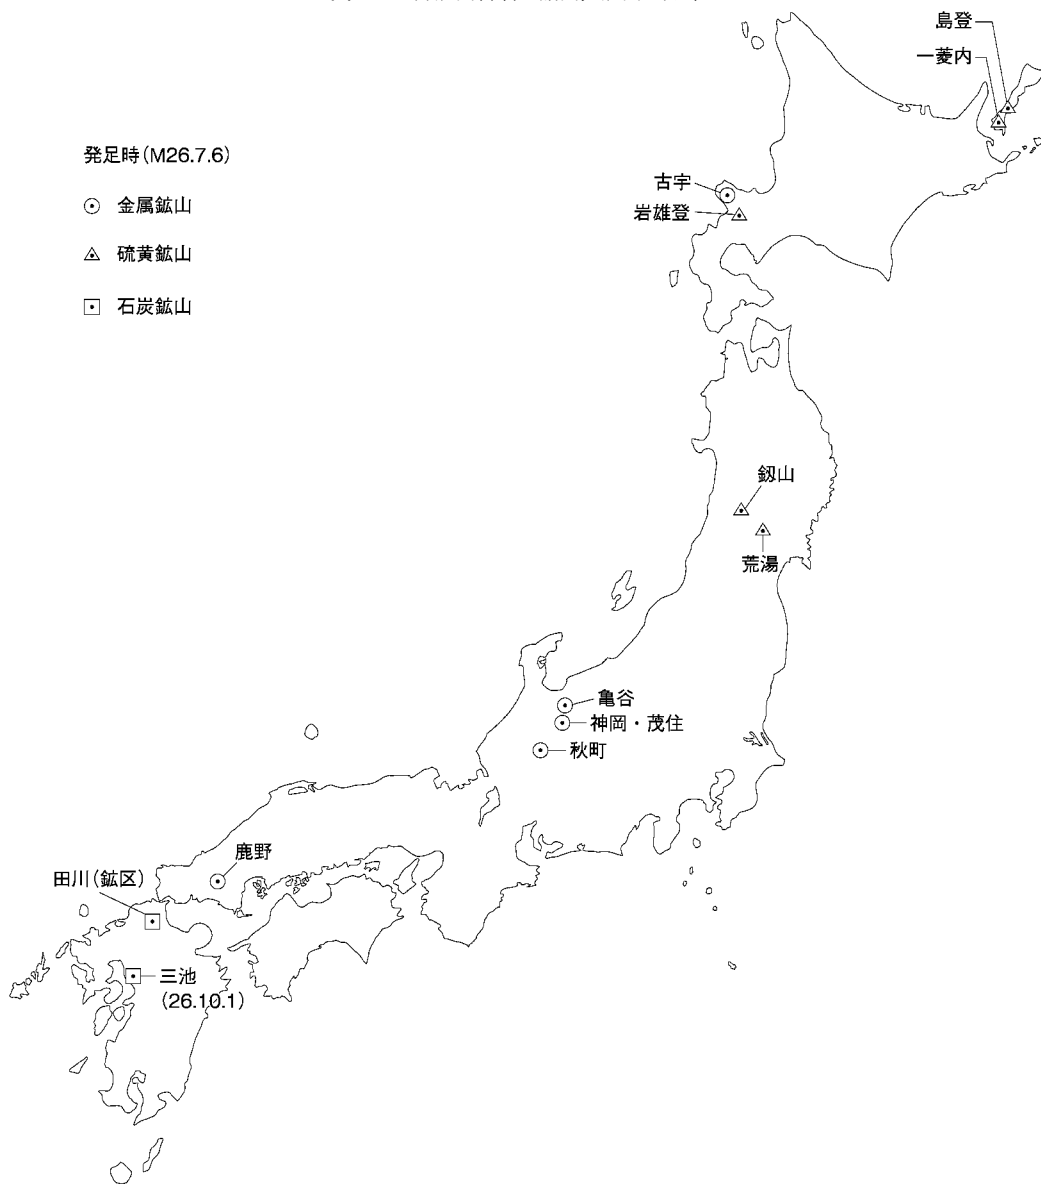 島登
一菱内
発足時(M26.7.6)
古宇
金属鉱山
岩雄登
硫黄鉱山
石炭鉱山
釼山
荒湯
亀谷
神岡・茂住
秋町
鹿野
田川(鉱区)
三池
(26.10.1)